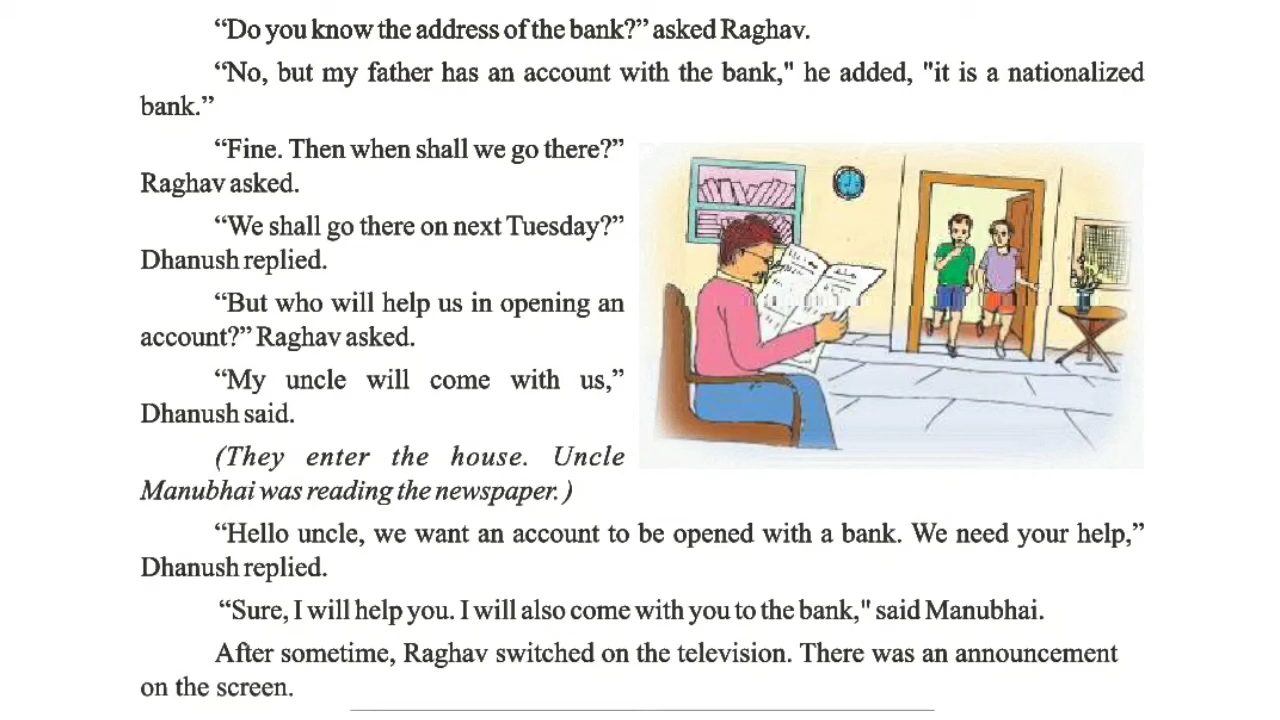 “Do you know the address of the bank?” asked Raghav.
“No, but my father has an account with the bank," he added, "it is a nationalized
bank.”
“Fine. Then when shall we go there?”
Raghav asked.
“We shall go there on next Tuesday?”
Dhanush replied.
“But who will help us in opening an
account?” Raghav asked.
“My uncle will come with us,”
Dhanush said.
(They enter the house. Uncle
Manubhai was reading the newspaper. )
“Hello uncle, we want an account to be opened with a bank. We need your help,”
Dhanush replied.
“Sure, I will help you. I will also come with you to the bank," said Manubhai.
After sometime, Raghav switched on the television. There was an announcement
on the screen.